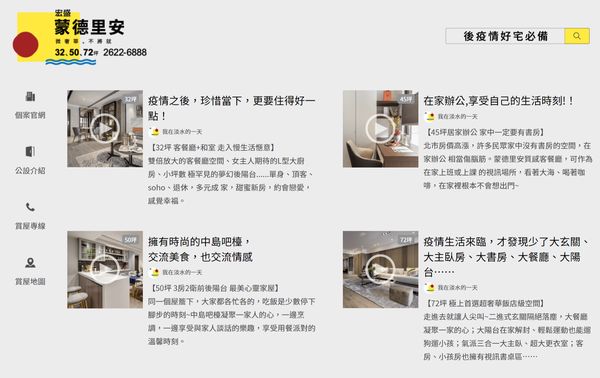 宏盛
蒙德里安
微奢華。不將就
32.50.72坪 2622-6888
後疫情好宅必備
個案官網
公設介紹
賞屋專線
賞屋地圖
32坪
疫情之後，珍惜當下，更要住得好一
點！
我在淡水的一天
【32坪 客餐廳+和室 走入慢生活愜意】
雙倍放大的客餐廳空間、女主人期待的L型大廚
房、小坪數 極罕見的夢幻後陽台......單身、頂客、
soho、退休，多元成 家，甜蜜新房，約會戀愛，
感覺幸福。
45坪
在家辦公,享受自己的生活時刻!！
我在淡水的一天
【45坪居家辦公 家中一定要有書房】
北市房價高漲，許多民眾家中沒有書房的空間，在
家辦公 相當傷腦筋。蒙德里安質感客餐廳，可作為
在家上班或上課 的視訊場所，看著大海、喝著咖
啡，在家裡根本不會想出門~
50坪
擁有時尚的中島吧檯，
交流美食，也交流情感
我在淡水的一天
【50坪 3房2衛前後陽台 最美心靈家屋】
同一個屋簷下，大家都各忙各的，吃飯是少數停下
腳步的時刻~中島吧檯凝聚一家人的心，一邊烹
調，一邊享受與家人談話的樂趣，享受用餐派對的
溫馨時刻。
72坪
疫情生活來臨，才發現少了大玄關、
大主臥房、大書房、大餐廳、大陽
台⋯⋯
我在淡水的一天
【72坪 極上首選超奢華飯店級空間】
走進去就讓人尖叫~二進式玄關隔絕落塵，大餐廳
凝聚一家的心；大陽台在家解封、輕鬆運動也能遛
狗遛小孩；氣派三合一大主臥、超大更衣室；客
房、小孩房也擁有視訊書桌區⋯⋯